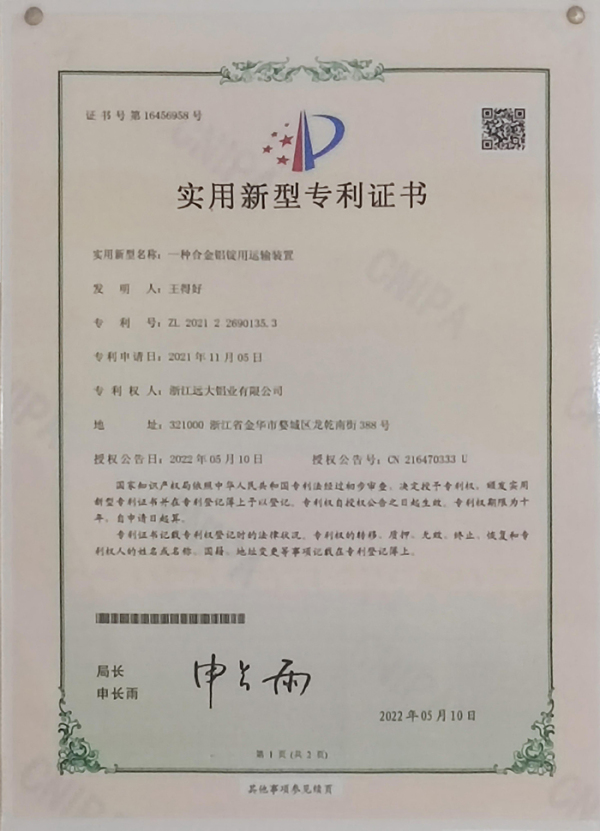 证书号第16456958号
实用新型专利证书
实用新型名称：一种合金铝锭用运输装置
发明人：王得好
专利号：ZL 2021 2 2690135.3
专利申请日：2021年11月05日
专利权人：浙江远大铝业有限公司
地址：321000 浙江省金华市婺城区龙乾南街388号
授权公告日：2022年05月10日 授权公告号：CN 216470333 U
国家知识产权局依照中华人民共和国专利法经过初步审查，决定授予专利权，颁发实用
新型专利证书并在专利登记簿上予以登记。专利权自授权公告之日起生效。专利权期限为十
年，自申请日起算。
专利证书记载专利权登记时的法律状况。专利权的转移、质押、无效、终止、恢复和专
利权人的姓名或名称、国籍、地址变更等事项记载在专利登记簿上。
局长
申长雨
申长雨
2022年05月10日
第1页(共2页)
其他事项参见续页
CNIPA
CNIPA
CNIPA
CNIPA